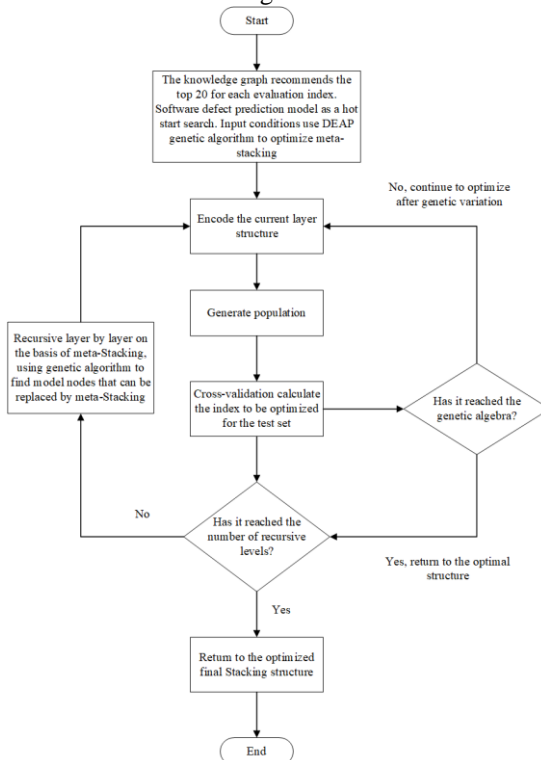 Start
The knowledge graph recommends the
top 20 for each evaluation index.
Software defect prediction model as a hot
start search. Input conditions use DEAP
genetic algorithm to optimize meta-
stacking
No, continue to optimize
after genetic variation
Encode the current layer
structure
Generate population
Recursive layer by layer on
the basis of meta-Stacking,
using genetic algorithm to
find model nodes that can be
replaced by meta-Stacking
Cross-validation calculate
the index to be optimized
for the test set
Has it reached the
genetic algebra?
No
Has it reached the
number of recursive
levels?
Yes, return to the optimal
structure
Yes
Return to the optimized
final Stacking structure
End